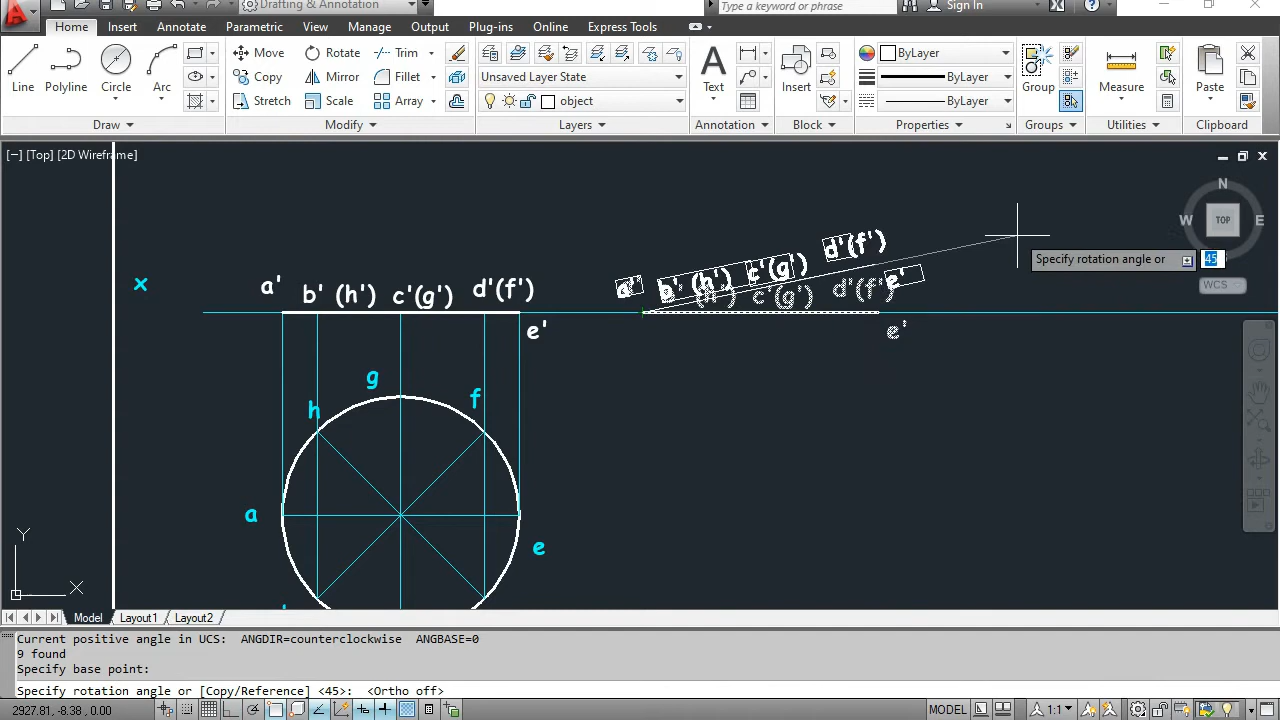 Drafting & Annotation
Type a keyword or phrase
Sign In
Home Insert Annotate Parametric View Manage Output Plug-ins Online Express Tools
Line Polyline Circle Arc
Move Rotate Trim
Copy Mirror Fillet
Stretch Scale Array
Unsaved Layer State
object
Text
Insert
ByLayer
ByLayer
ByLayer
Group
Measure
Paste
Draw Modify Layers Annotation Block Properties Groups Utilities Clipboard
[−] [Top] [2D Wireframe]
N
W TOP E
WCS
Specify rotation angle or 45
x
a' b' (h') c'(g') d'(f')
e'
a' b' (h') c'(g') d'(f')
e'
(h') c'(g') d'(f')
e'
g
h f
a
e
Y
X
Model Layout1 Layout2
Current positive angle in UCS: ANGDIR=counterclockwise ANGBASE=0
9 found
Specify base point:
Specify rotation angle or [Copy/Reference] <45>: <Ortho off>
2927.81, -8.38, 0.00
MODEL
1:1